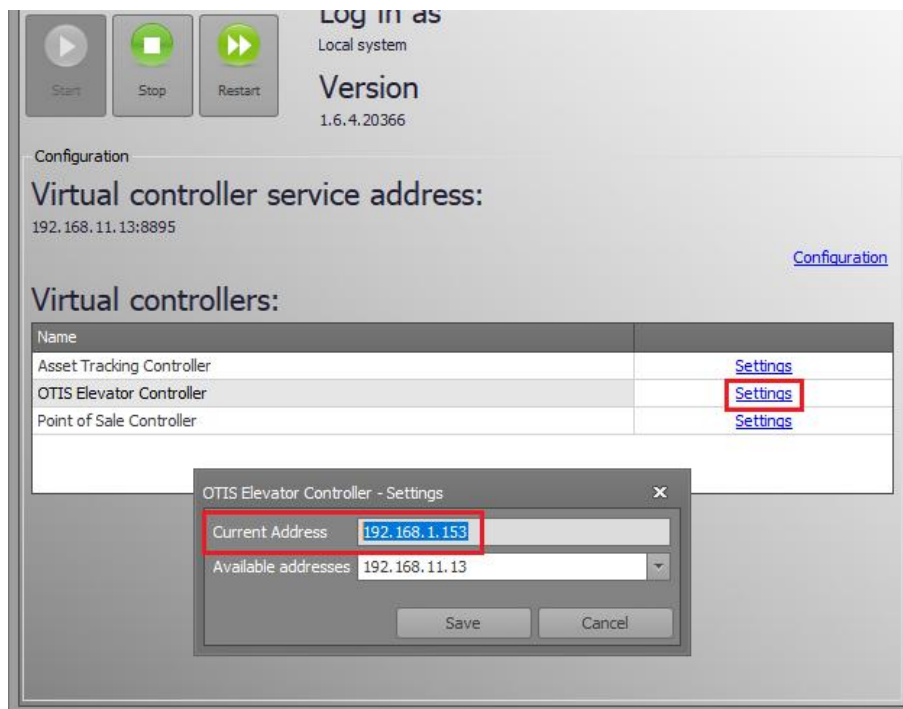 Log in as
Local system
Start
Stop
Restart
Version
1.6.4.20366
Configuration
Virtual controller service address:
192.168.11.13:8895
Configuration
Virtual controllers:
Name
Asset Tracking Controller Settings
OTIS Elevator Controller Settings
Point of Sale Controller Settings
OTIS Elevator Controller - Settings
Current Address 192.168.1.153
Available addresses 192.168.11.13
Save Cancel